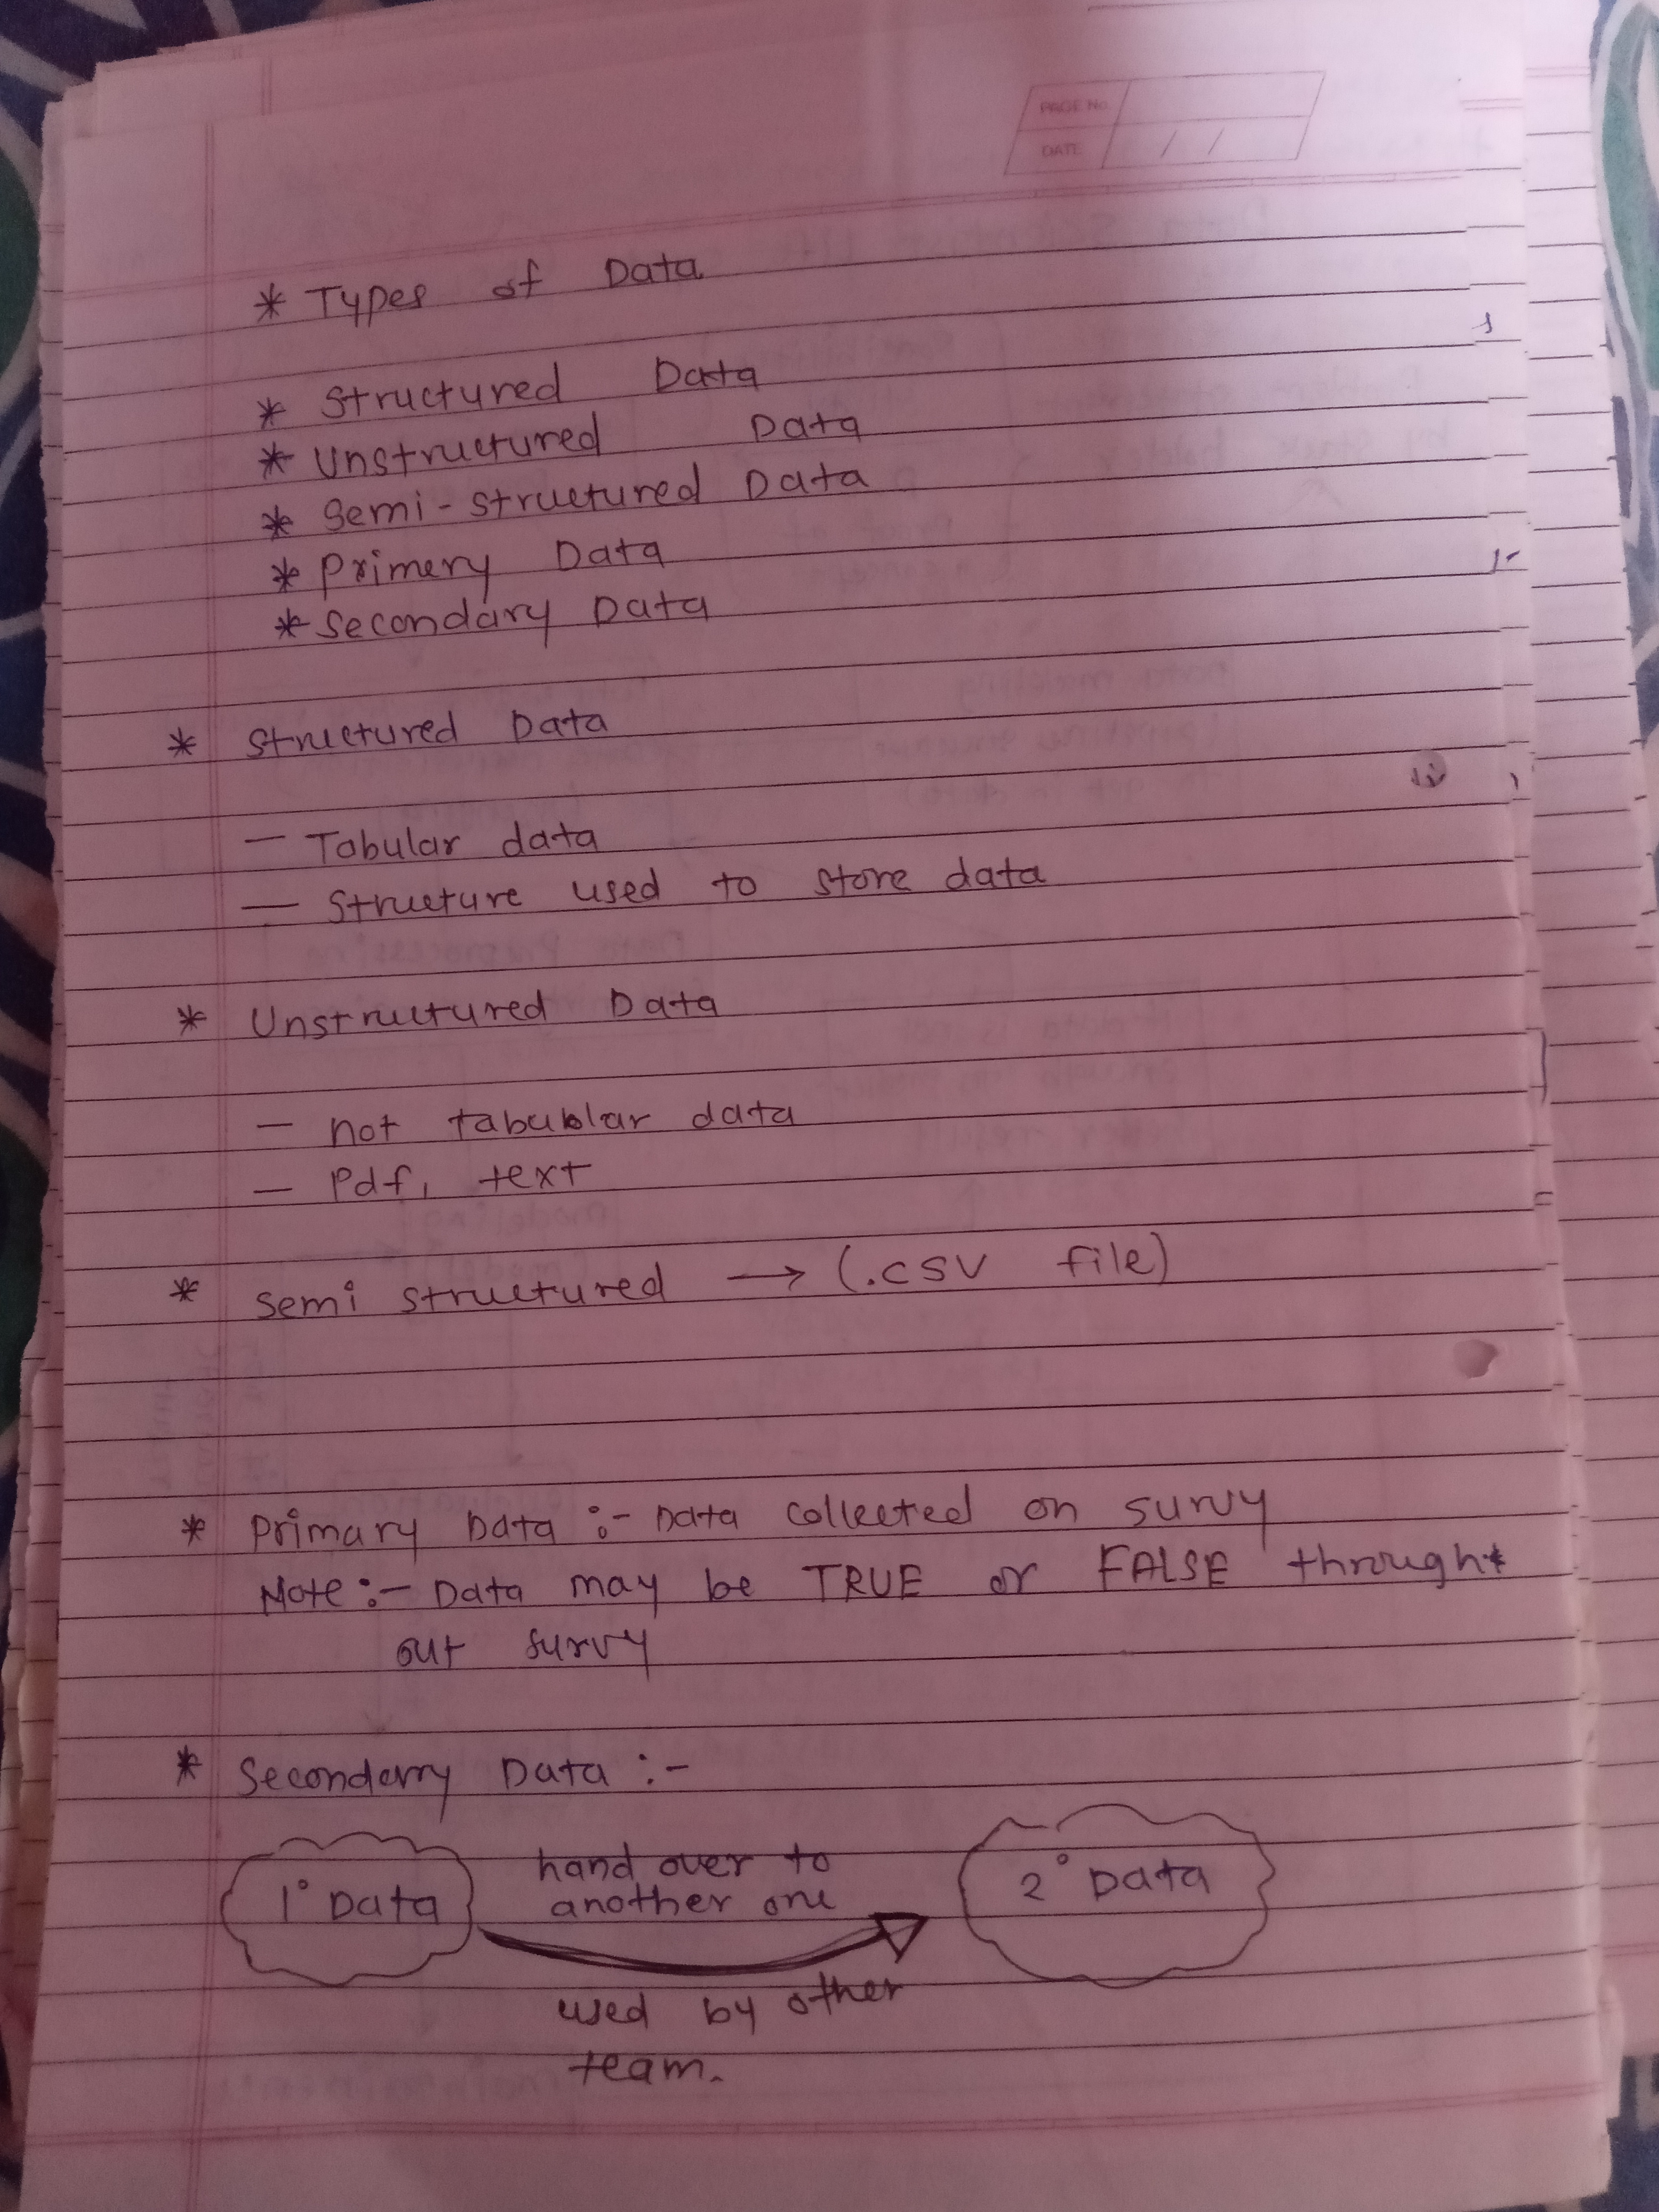 PAGE No.
DATE / /
* Types of Data
* Structured Data
* Unstructured Data
* Semi-structured Data
* Primery Data
* Secondary Data
* Structured Data
— Tabular data
— Structure used to store data
* Unstructured Data
— not tabublar data
— Pdf, text
* semi structured → (.csv file)
* Primary Data :- Data collected on survy
Note :- Data may be TRUE or FALSE through
out survy
* Secondery Data :-
1° Data
hand over to
another one
2° Data
used by other
team.